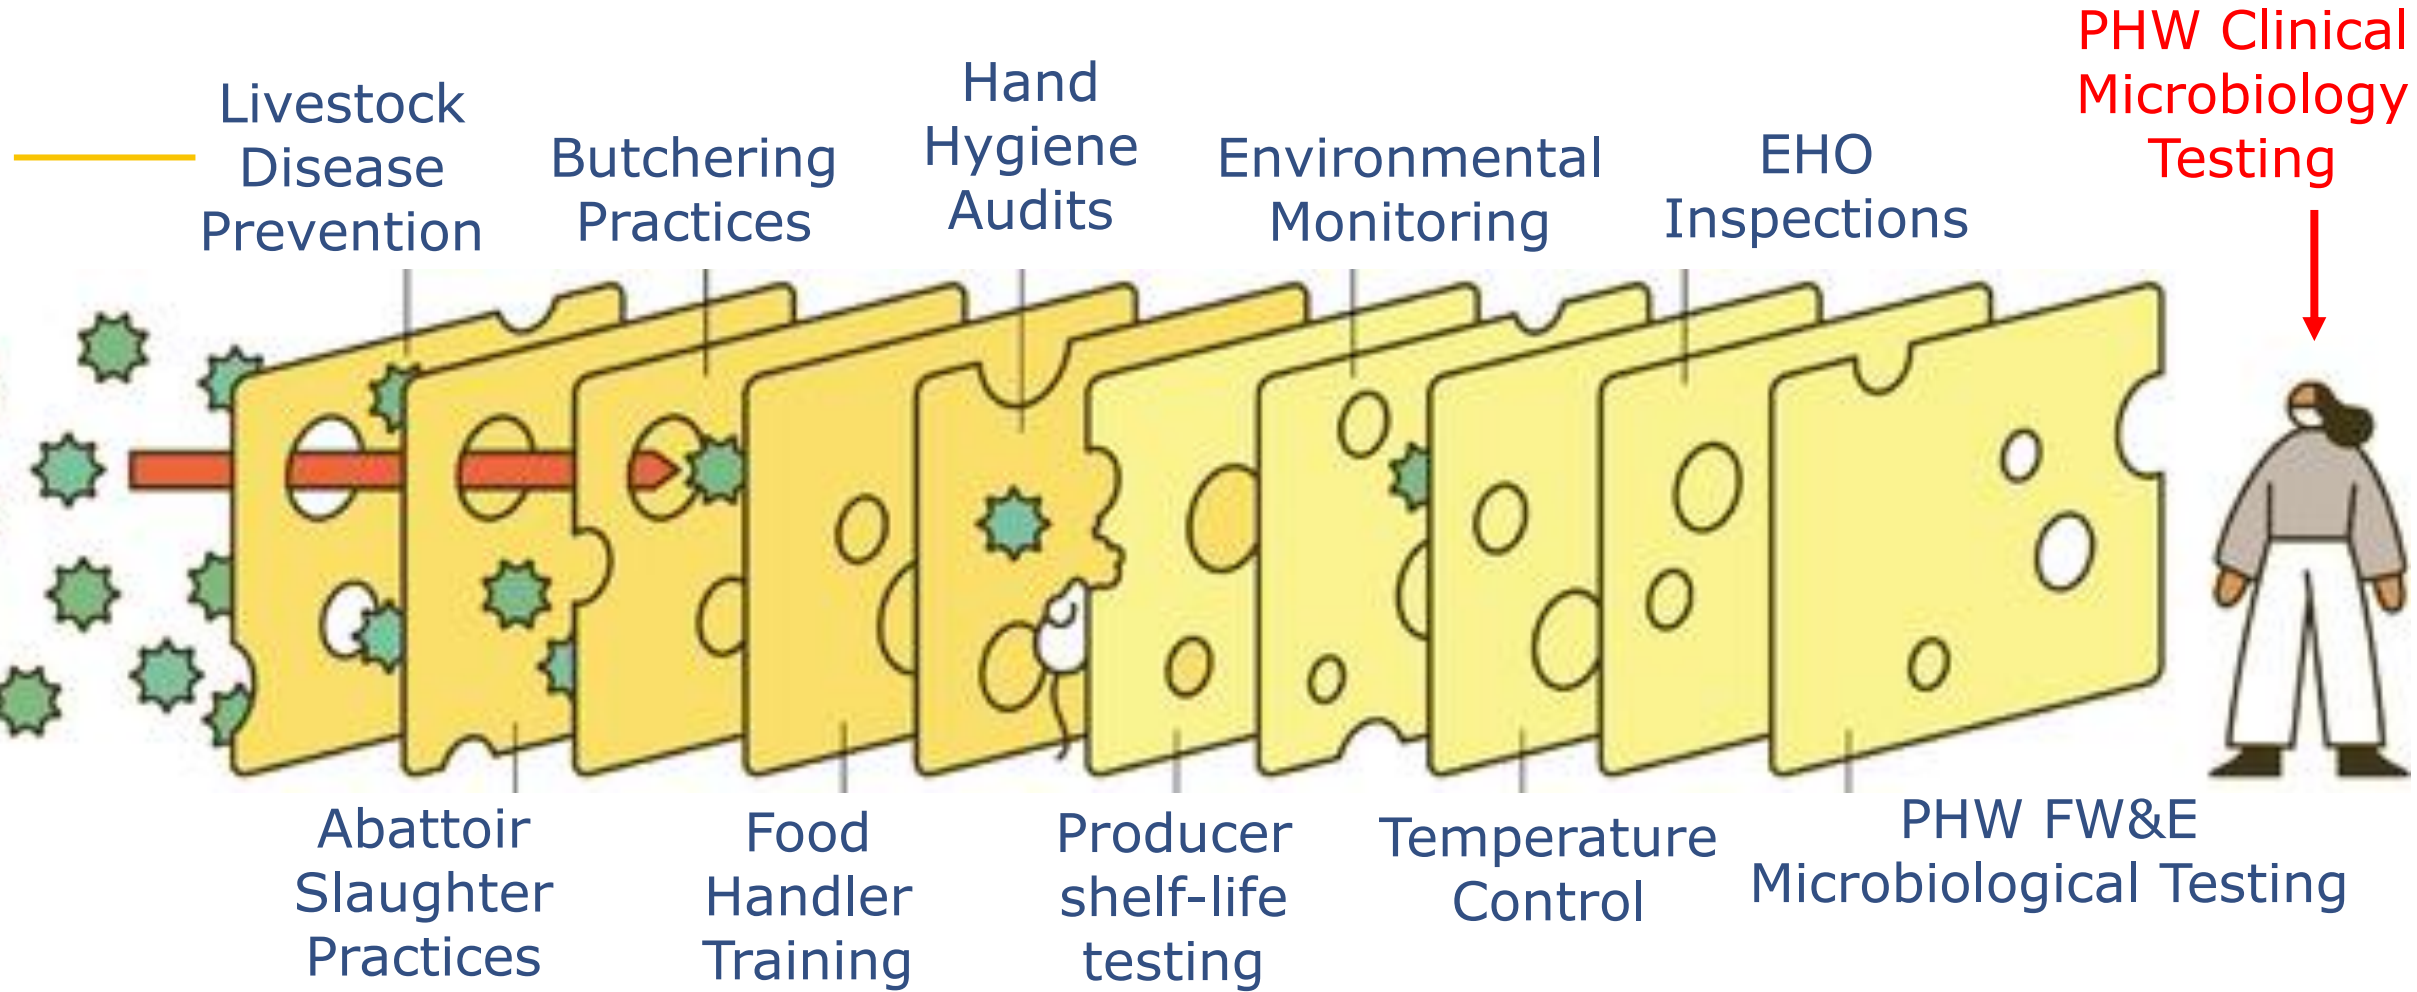 PHW Clinical
Microbiology
Testing
Livestock
Disease
Prevention
Butchering
Practices
Hand
Hygiene
Audits
Environmental
Monitoring
EHO
Inspections
Abattoir
Slaughter
Practices
Food
Handler
Training
Producer
shelf-life
testing
Temperature
Control
PHW FW&E
Microbiological Testing